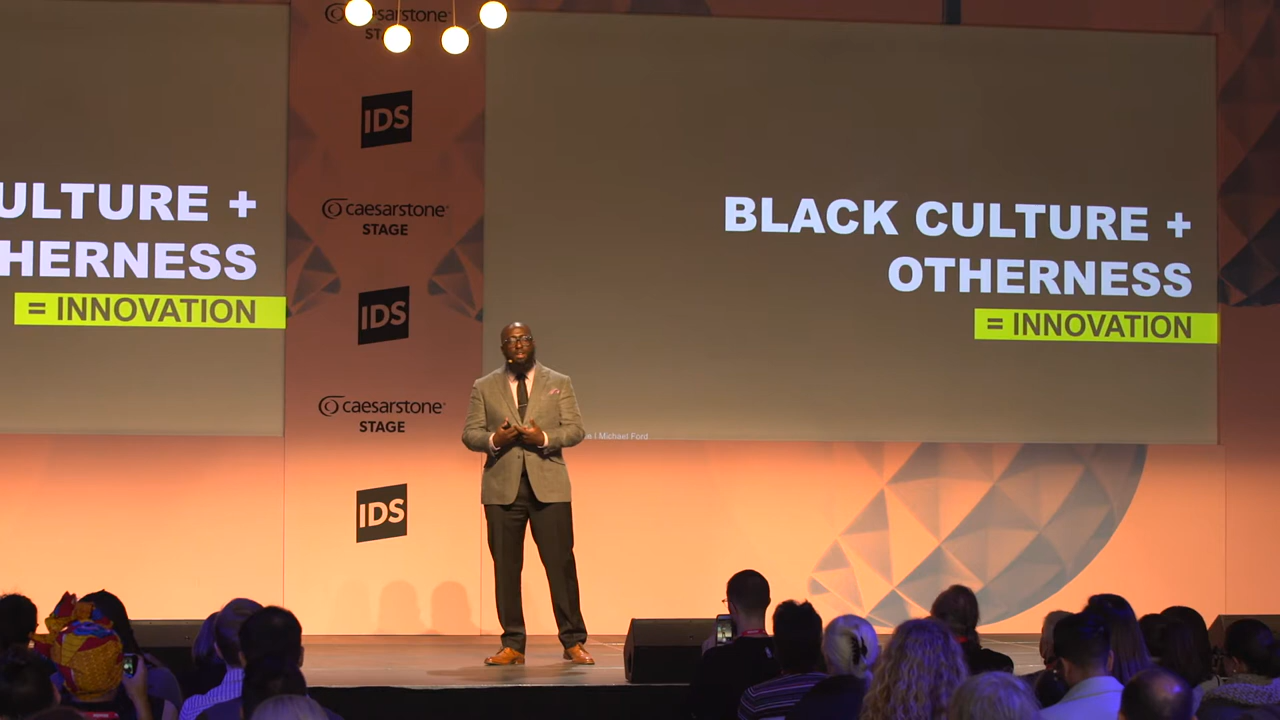 caesarstone
STAGE
IDS
caesarstone
STAGE
IDS
caesarstone
STAGE
IDS
ULTURE +
HERNESS
= INNOVATION
BLACK CULTURE +
OTHERNESS
= INNOVATION
| Michael Ford